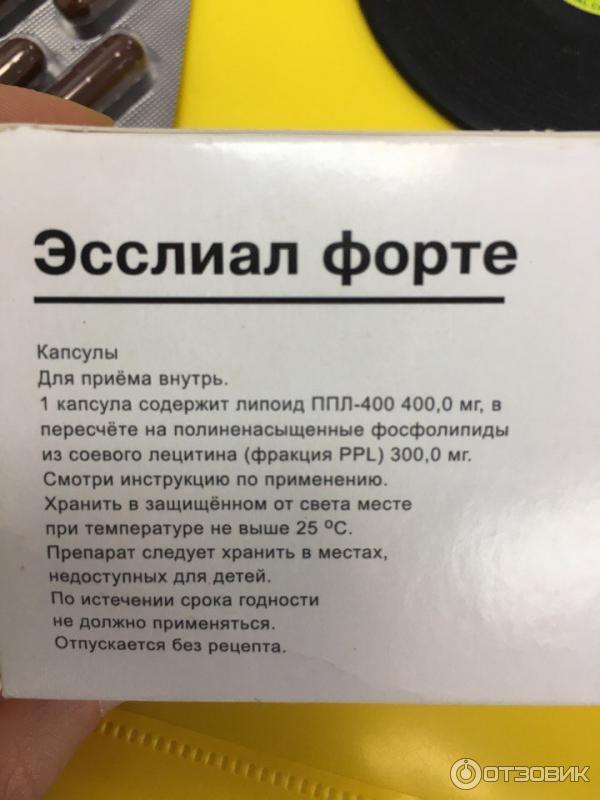 Эсслиал форте
Капсулы
Для приёма внутрь.
1 капсула содержит липоид ППЛ-400 400,0 мг, в
пересчёте на полиненасыщенные фосфолипиды
из соевого лецитина (фракция PPL) 300,0 мг.
Смотри инструкцию по применению.
Хранить в защищённом от света месте
при температуре не выше 25 ºС.
Препарат следует хранить в местах,
недоступных для детей.
По истечении срока годности
не должно применяться.
Отпускается без рецепта.
ОТЗОВИК